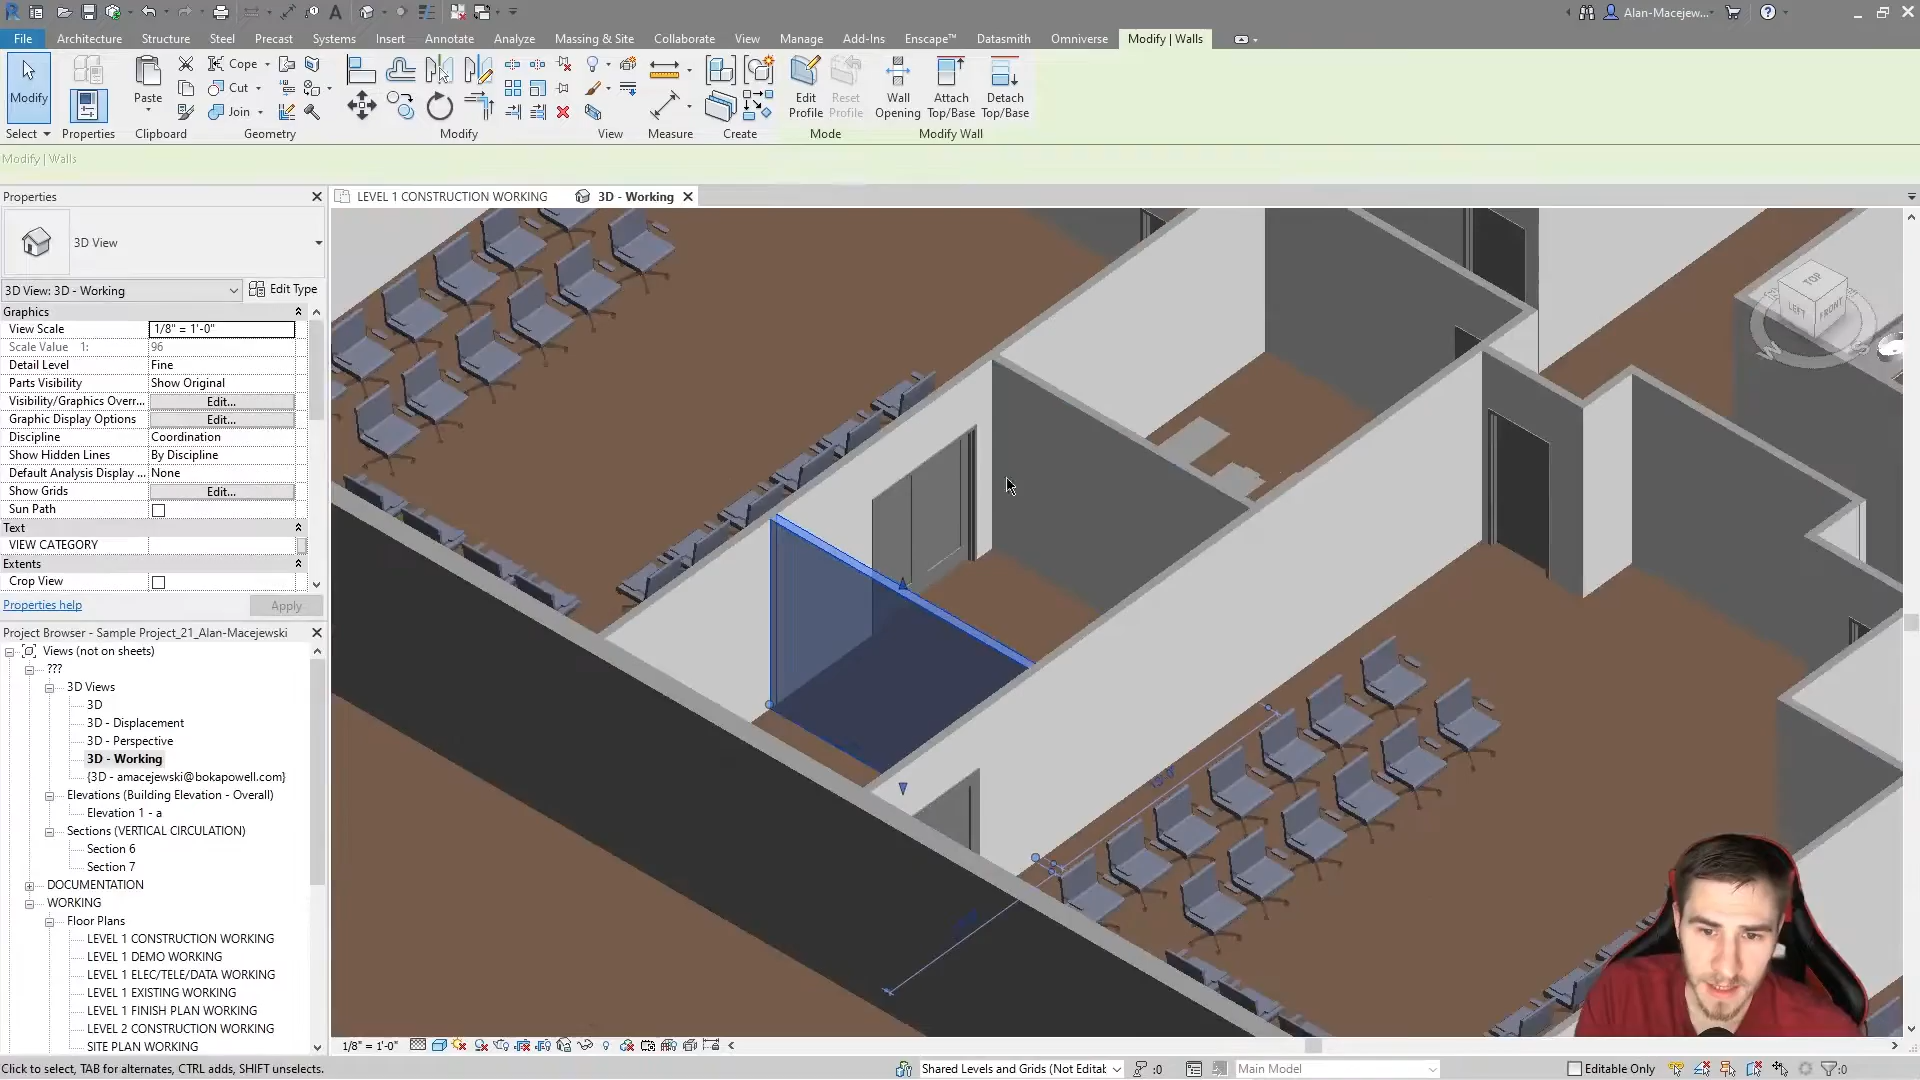 Alan-Macejew...
File Architecture Structure Steel Precast Systems Insert Annotate Analyze Massing & Site Collaborate View Manage Add-Ins Enscape™ Datasmith Omniverse Modify | Walls
Modify
Paste
Cope
Cut
Join
Edit Profile
Reset Profile
Wall Opening
Attach Top/Base
Detach Top/Base
Select Properties Clipboard Geometry Modify View Measure Create Mode Modify Wall
Modify | Walls
Properties
LEVEL 1 CONSTRUCTION WORKING
3D - Working
3D View
3D View: 3D - Working
Edit Type
Graphics
View Scale 1/8" = 1'-0"
Scale Value 1: 96
Detail Level Fine
Parts Visibility Show Original
Visibility/Graphics Overr... Edit...
Graphic Display Options Edit...
Discipline Coordination
Show Hidden Lines By Discipline
Default Analysis Display ... None
Show Grids Edit...
Sun Path
Text
VIEW CATEGORY
Extents
Crop View
Properties help
Apply
Project Browser - Sample Project_21_Alan-Macejewski
Views (not on sheets)
???
3D Views
3D
3D - Displacement
3D - Perspective
3D - Working
{3D - amacejewski@bokapowell.com}
Elevations (Building Elevation - Overall)
Elevation 1 - a
Sections (VERTICAL CIRCULATION)
Section 6
Section 7
DOCUMENTATION
WORKING
Floor Plans
LEVEL 1 CONSTRUCTION WORKING
LEVEL 1 DEMO WORKING
LEVEL 1 ELEC/TELE/DATA WORKING
LEVEL 1 EXISTING WORKING
LEVEL 1 FINISH PLAN WORKING
LEVEL 2 CONSTRUCTION WORKING
SITE PLAN WORKING
TOP
LEFT
FRONT
W
S
1/8" = 1'-0"
Click to select, TAB for alternates, CTRL adds, SHIFT unselects.
Shared Levels and Grids (Not Editab
:0
Main Model
Editable Only
:0